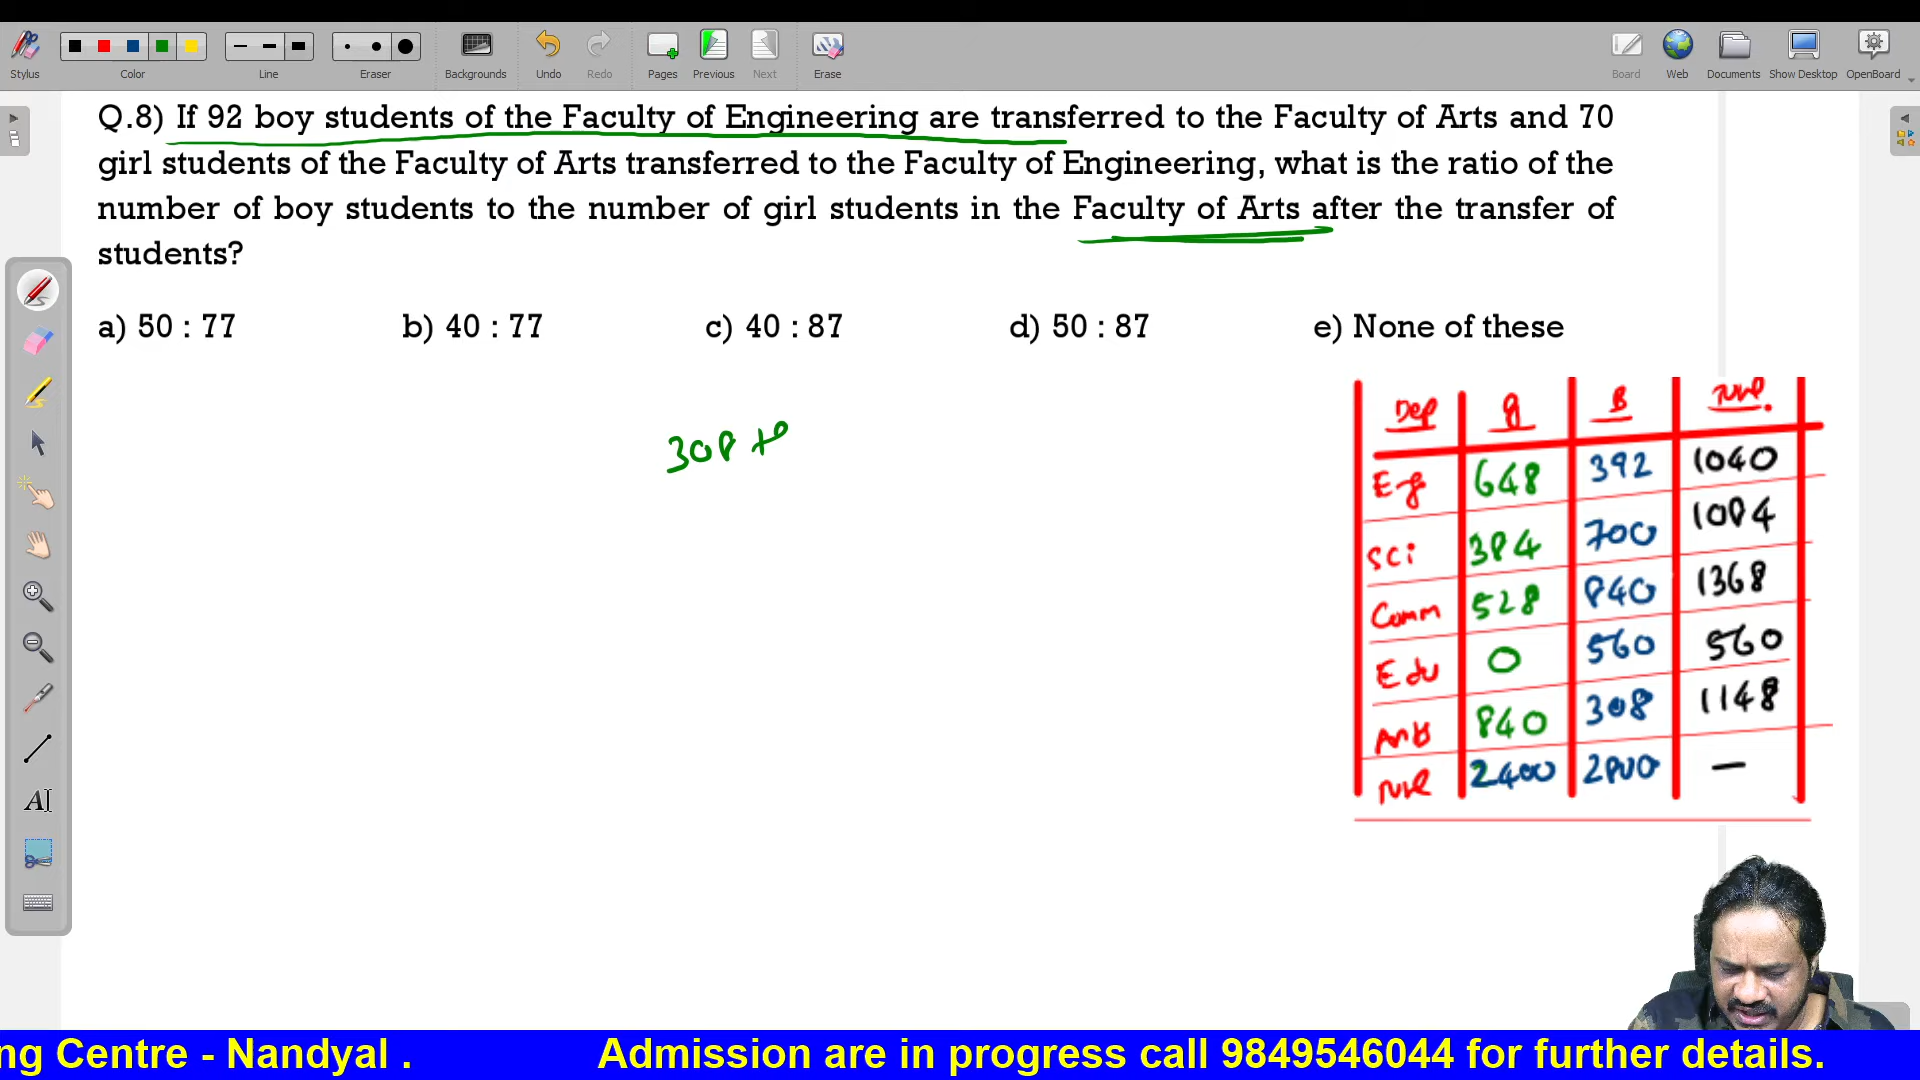 Stylus
Color
Line
Eraser
Backgrounds
Undo
Redo
Pages
Previous
Next
Erase
Board
Web
Documents
Show Desktop
OpenBoard
Q.8) If 92 boy students of the Faculty of Engineering are transferred to the Faculty of Arts and 70
girl students of the Faculty of Arts transferred to the Faculty of Engineering, what is the ratio of the
number of boy students to the number of girl students in the Faculty of Arts after the transfer of
students?
a) 50 : 77 b) 40 : 77 c) 40 : 87 d) 50 : 87 e) None of these
308 +
Dep g B
Eng 648 392 1040
Sci 384 700 1084
Comm 528 840 1368
Edu 0 560 560
Arts 840 308 1148
2400 2800 —
ng Centre - Nandyal . Admission are in progress call 9849546044 for further details.